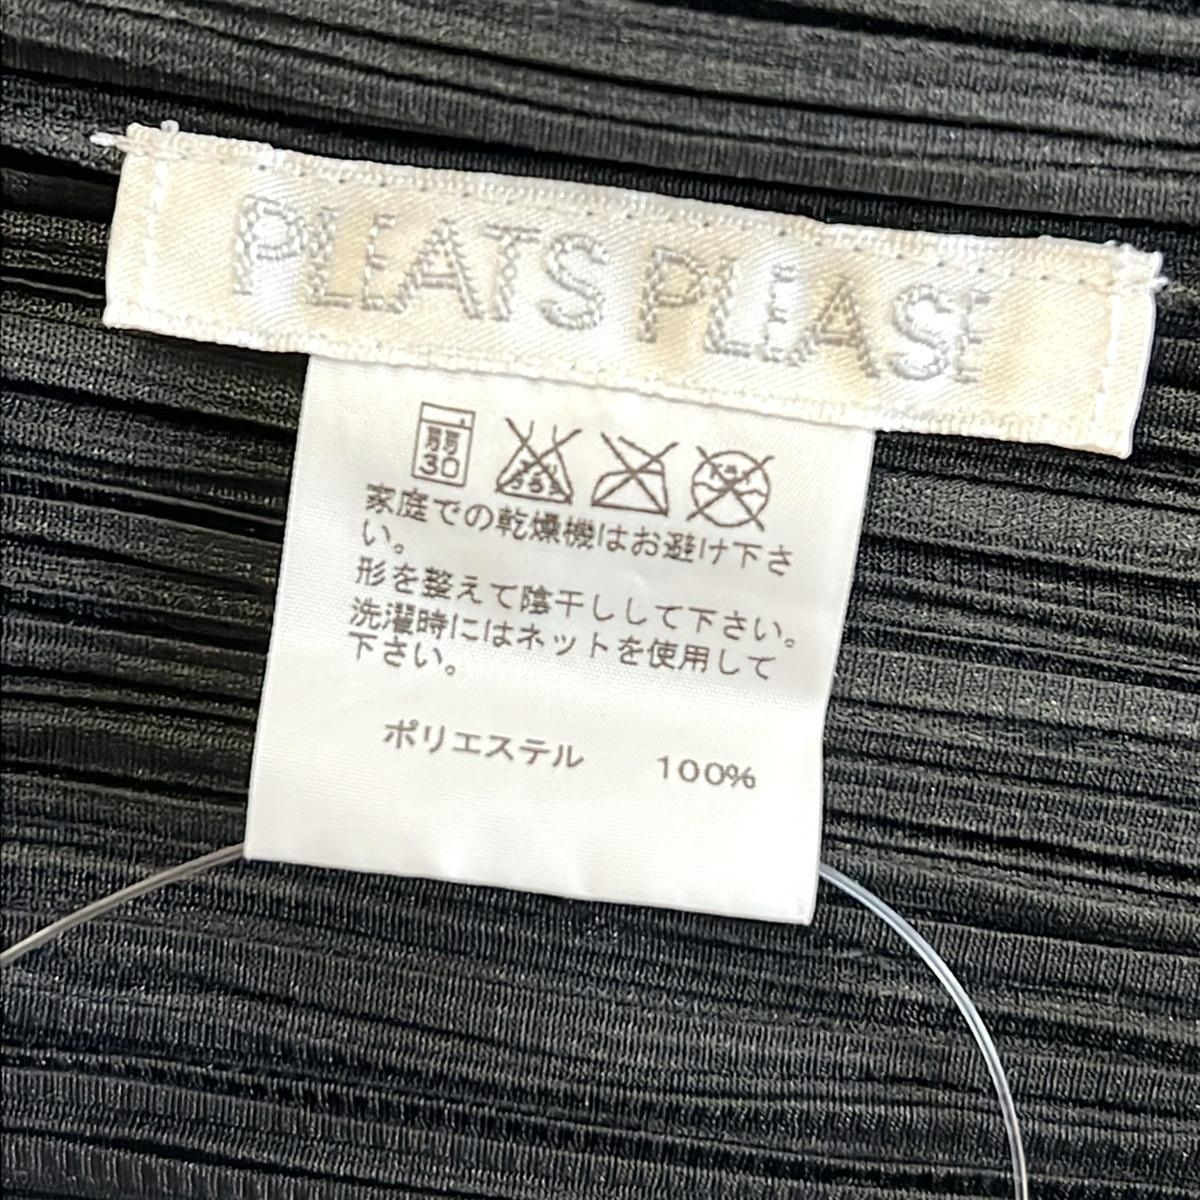 PLEATS PLEASE
弱
30
家庭での乾燥機はお避け下さ
い。
形を整えて陰干しして下さい。
洗濯時にはネットを使用して
下さい。
ポリエステル 100%